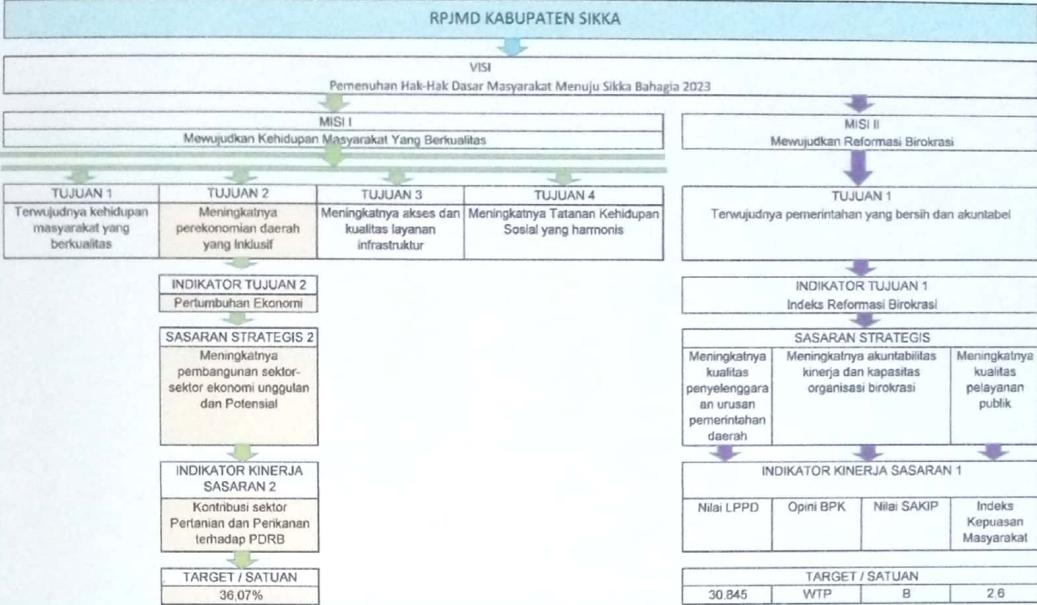 RPJMD KABUPATEN SIKKA
VISI
Pemenuhan Hak-Hak Dasar Masyarakat Menuju Sikka Bahagia 2023
MISI I
Mewujudkan Kehidupan Masyarakat Yang Berkualitas
MISI II
Mewujudkan Reformasi Birokrasi
TUJUAN 1
Terwujudnya kehidupan
masyarakat yang
berkualitas
TUJUAN 2
Meningkatnya
perekonomian daerah
yang Inklusif
TUJUAN 3
Meningkatnya akses dan
kualitas layanan
infrastruktur
TUJUAN 4
Meningkatnya Tatanan Kehidupan
Sosial yang harmonis
TUJUAN 1
Terwujudnya pemerintahan yang bersih dan akuntabel
INDIKATOR TUJUAN 2
Pertumbuhan Ekonomi
INDIKATOR TUJUAN 1
Indeks Reformasi Birokrasi
SASARAN STRATEGIS 2
Meningkatnya
pembangunan sektor-
sektor ekonomi unggulan
dan Potensial
SASARAN STRATEGIS
Meningkatnya
kualitas
penyelenggara
an urusan
pemerintahan
daerah
Meningkatnya akuntabilitas
kinerja dan kapasitas
organisasi birokrasi
Meningkatnya
kualitas
pelayanan
publik
INDIKATOR KINERJA
SASARAN 2
Kontribusi sektor
Pertanian dan Perikanan
terhadap PDRB
INDIKATOR KINERJA SASARAN 1
Nilai LPPD
Opini BPK
Nilai SAKIP
Indeks
Kepuasan
Masyarakat
TARGET / SATUAN
36,07%
TARGET / SATUAN
30.845
WTP
B
2.6